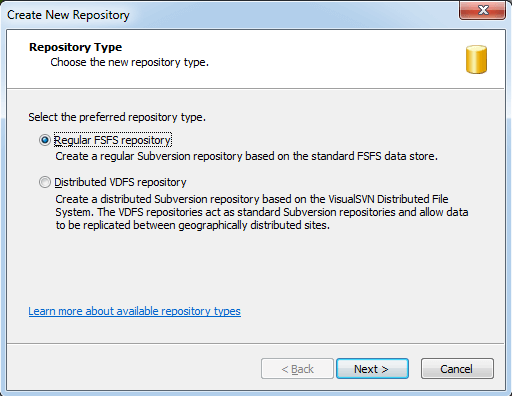 Create New Repository
Repository Type
Choose the new repository type.
Select the preferred repository type.
Regular FSFS repository
Create a regular Subversion repository based on the standard FSFS data store.
Distributed VDFS repository
Create a distributed Subversion repository based on the VisualSVN Distributed File
System. The VDFS repositories act as standard Subversion repositories and allow data
to be replicated between geographically distributed sites.
Learn more about available repository types
< Back
Next >
Cancel